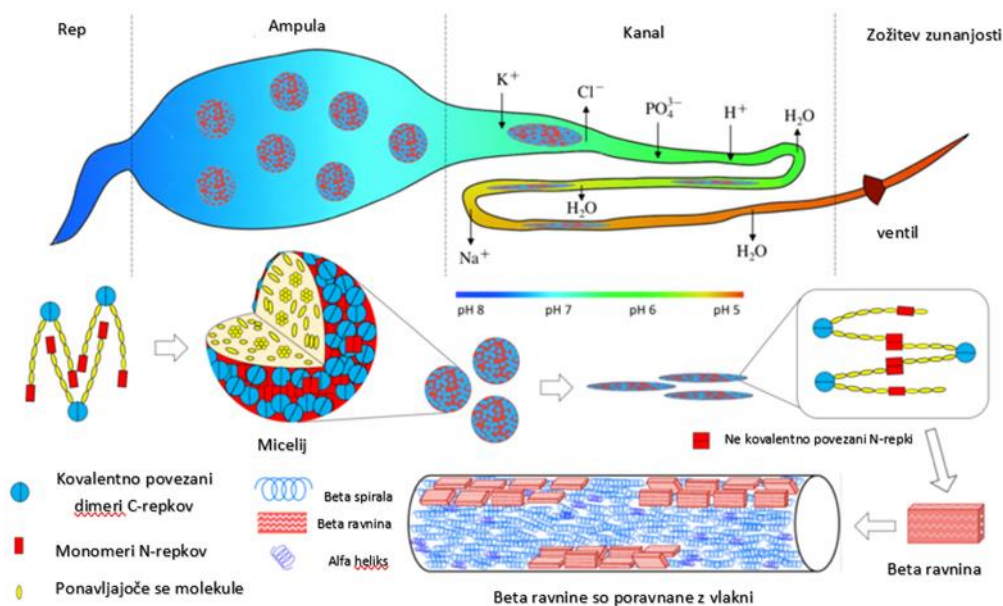 Rep
Ampula
Kanal
Zožitev zunanjosti
K⁺
Cl⁻
PO₄³⁻
H⁺
H₂O
H₂O
Na⁺
H₂O
ventil
pH 8
pH 7
pH 6
pH 5
Micelij
Ne kovalentno povezani N-repki
Kovalentno povezani
dimeri C-repkov
Monomeri N-repkov
Ponavljajoče se molekule
Beta spirala
Beta ravnina
Alfa heliks
Beta ravnina
Beta ravnine so poravnane z vlakni